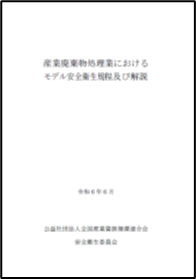 産業廃棄物処理業における
モデル安全衛生規程及び解説
令和6年6月
公益社団法人全国産業資源循環連合会
安全衛生委員会